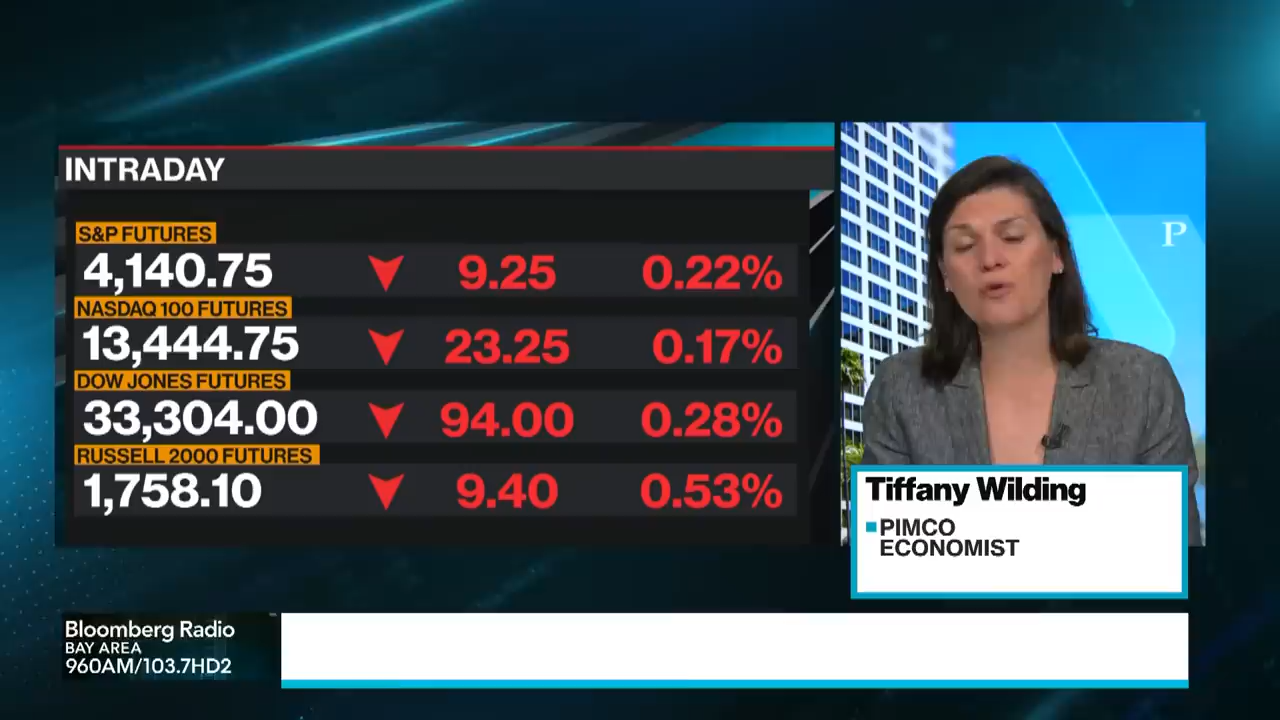 INTRADAY
S&P FUTURES
4,140.75 9.25 0.22%
NASDAQ 100 FUTURES
13,444.75 23.25 0.17%
DOW JONES FUTURES
33,304.00 94.00 0.28%
RUSSELL 2000 FUTURES
1,758.10 9.40 0.53%
P
Tiffany Wilding
PIMCO
ECONOMIST
Bloomberg Radio
BAY AREA
960AM/103.7HD2